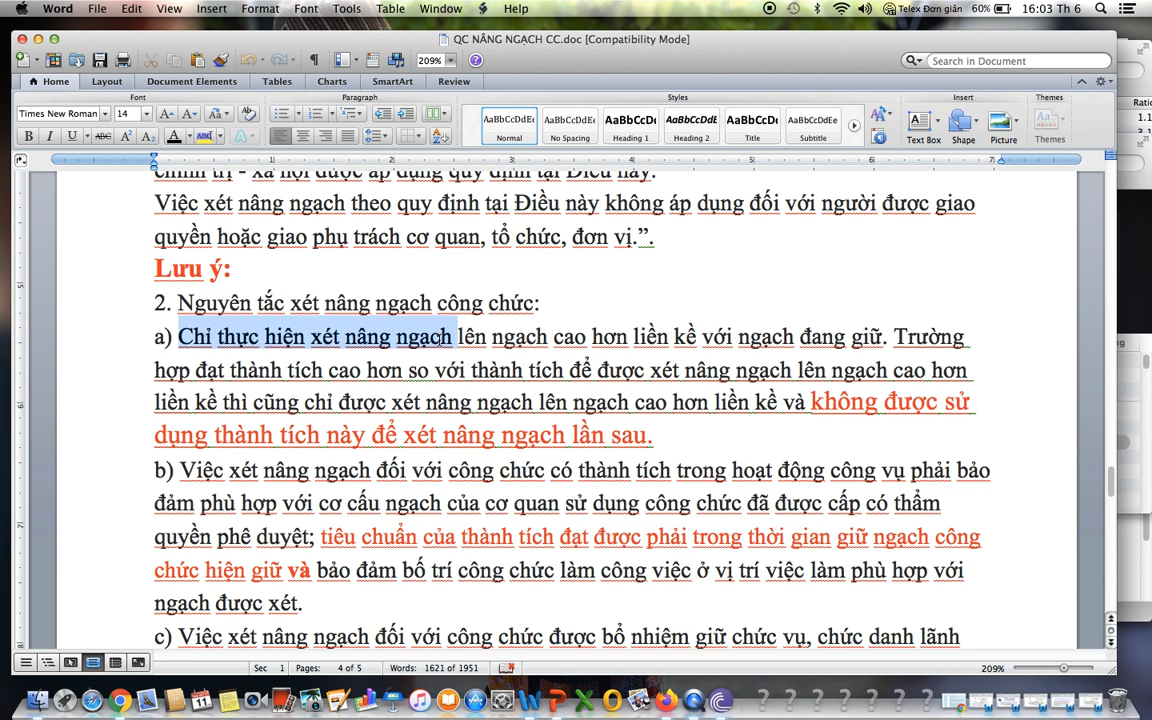 Word File Edit View Insert Format Font Tools Table Window Help Telex Đơn giản 60% 16:03 Th 6
QC NÂNG NGẠCH CC.doc [Compatibility Mode]
209% Search in Document
Home Layout Document Elements Tables Charts SmartArt Review
Font Paragraph Styles Insert Themes
Times New Roman 14
Normal No Spacing Heading 1 Heading 2 Title Subtitle Text Box Shape Picture Themes
chính trị - xã hội được áp dụng quy định tại Điều này.
Việc xét nâng ngạch theo quy định tại Điều này không áp dụng đối với người được giao
quyền hoặc giao phụ trách cơ quan, tổ chức, đơn vị.”.
Lưu ý:
2. Nguyên tắc xét nâng ngạch công chức:
a) Chỉ thực hiện xét nâng ngạch lên ngạch cao hơn liền kề với ngạch đang giữ. Trường
hợp đạt thành tích cao hơn so với thành tích để được xét nâng ngạch lên ngạch cao hơn
liền kề thì cũng chỉ được xét nâng ngạch lên ngạch cao hơn liền kề và không được sử
dụng thành tích này để xét nâng ngạch lần sau.
b) Việc xét nâng ngạch đối với công chức có thành tích trong hoạt động công vụ phải bảo
đảm phù hợp với cơ cấu ngạch của cơ quan sử dụng công chức đã được cấp có thẩm
quyền phê duyệt; tiêu chuẩn của thành tích đạt được phải trong thời gian giữ ngạch công
chức hiện giữ và bảo đảm bố trí công chức làm công việc ở vị trí việc làm phù hợp với
ngạch được xét.
c) Việc xét nâng ngạch đối với công chức được bổ nhiệm giữ chức vụ, chức danh lãnh
Sec 1 Pages: 4 of 5 Words: 1621 of 1951 209%